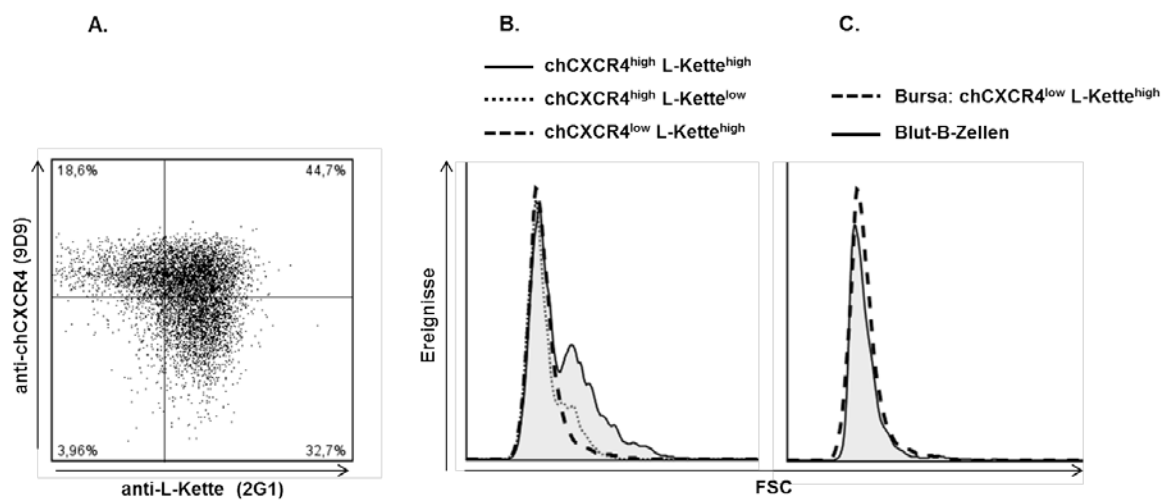 A.
B.
C.
chCXCR4high L-Kettehigh
chCXCR4high L-Kettelow
chCXCR4low L-Kettehigh
Bursa: chCXCR4low L-Kettehigh
Blut-B-Zellen
18,6%
44,7%
3,96%
32,7%
anti-chCXCR4 (9D9)
anti-L-Kette (2G1)
Ereignisse
FSC